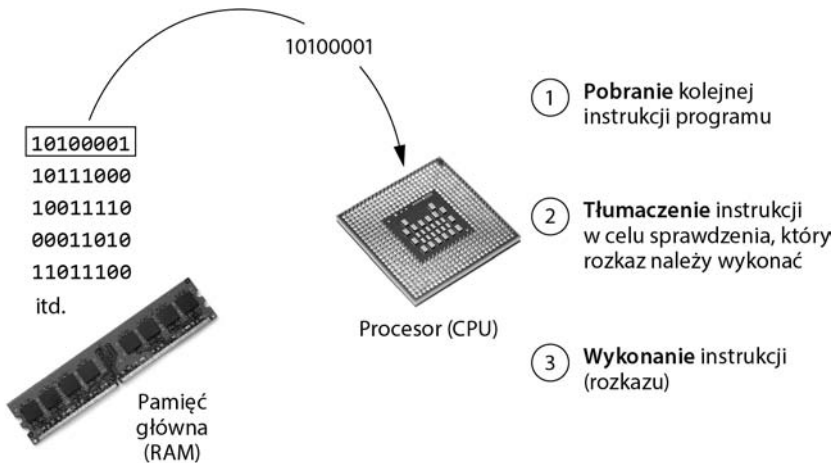 10100001
10100001
10111000
10011110
00011010
11011100
itd.
Pamięć
główna
(RAM)
Procesor (CPU)
1 Pobranie kolejnej
instrukcji programu
2 Tłumaczenie instrukcji
w celu sprawdzenia, który
rozkaz należy wykonać
3 Wykonanie instrukcji
(rozkazu)